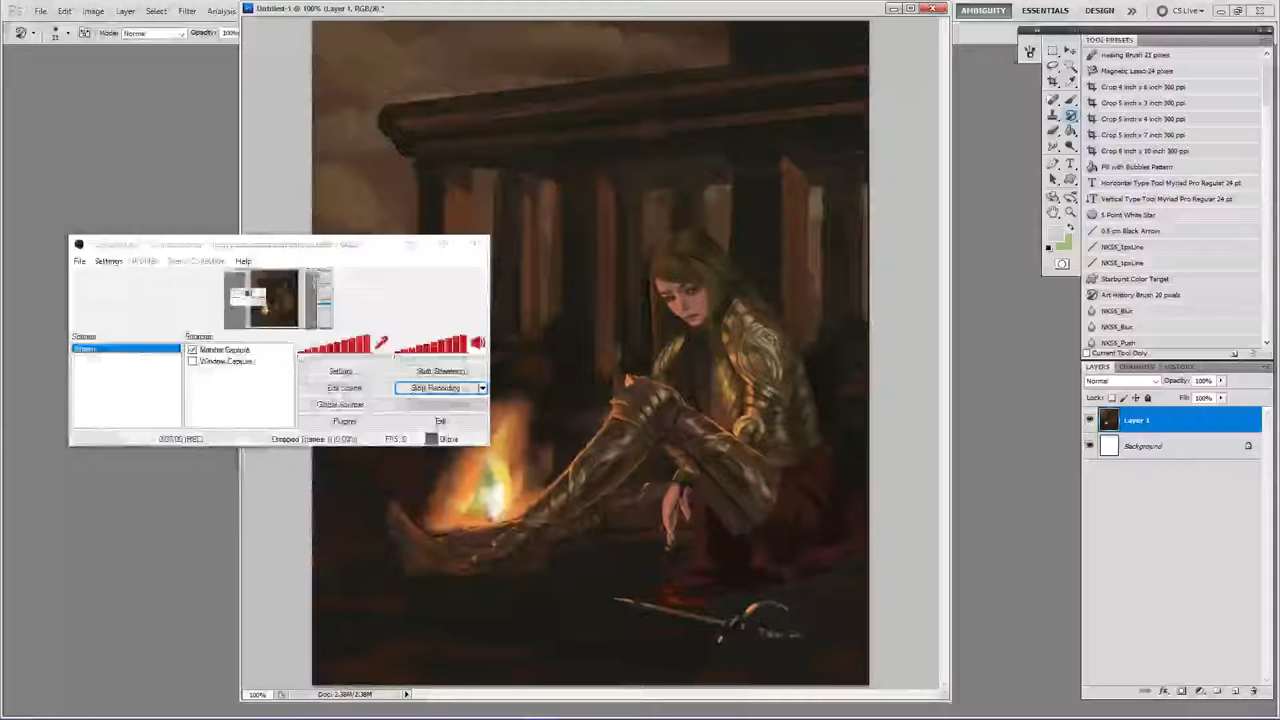 File Edit Image Layer Select Filter Analysis
Untitled-1 @ 100% (Layer 1, RGB/8) *
AMBIGUITY ESSENTIALS DESIGN CS Live
Mode: Normal Opacity: 100%
TOOL PRESETS
Healing Brush 21 pixels
Magnetic Lasso 24 pixels
Crop 4 inch x 6 inch 300 ppi
Crop 5 inch x 3 inch 300 ppi
Crop 5 inch x 4 inch 300 ppi
Crop 5 inch x 7 inch 300 ppi
Crop 8 inch x 10 inch 300 ppi
Fill with Bubbles Pattern
Horizontal Type Tool Myriad Pro Regular 24 pt
Vertical Type Tool Myriad Pro Regular 24 pt
5 Point White Star
0.5 cm Black Arrow
NKS5_1pxLine
NKS5_1pxLine
Starburst Color Target
Art History Brush 20 pixels
NKS5_Blur
NKS5_Blur
NKS5_Push
Current Tool Only
LAYERS
Normal Opacity: 100%
Lock: Fill: 100%
Layer 1
Background
File Settings Help
Monitor Capture
Window Capture
Stop Recording
Global Sources
Plugins Exit
100% Doc: 2.38M/2.38M